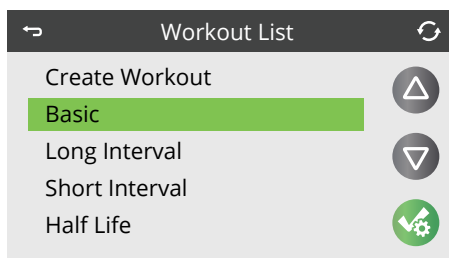 Workout List
Create Workout
Basic
Long Interval
Short Interval
Half Life